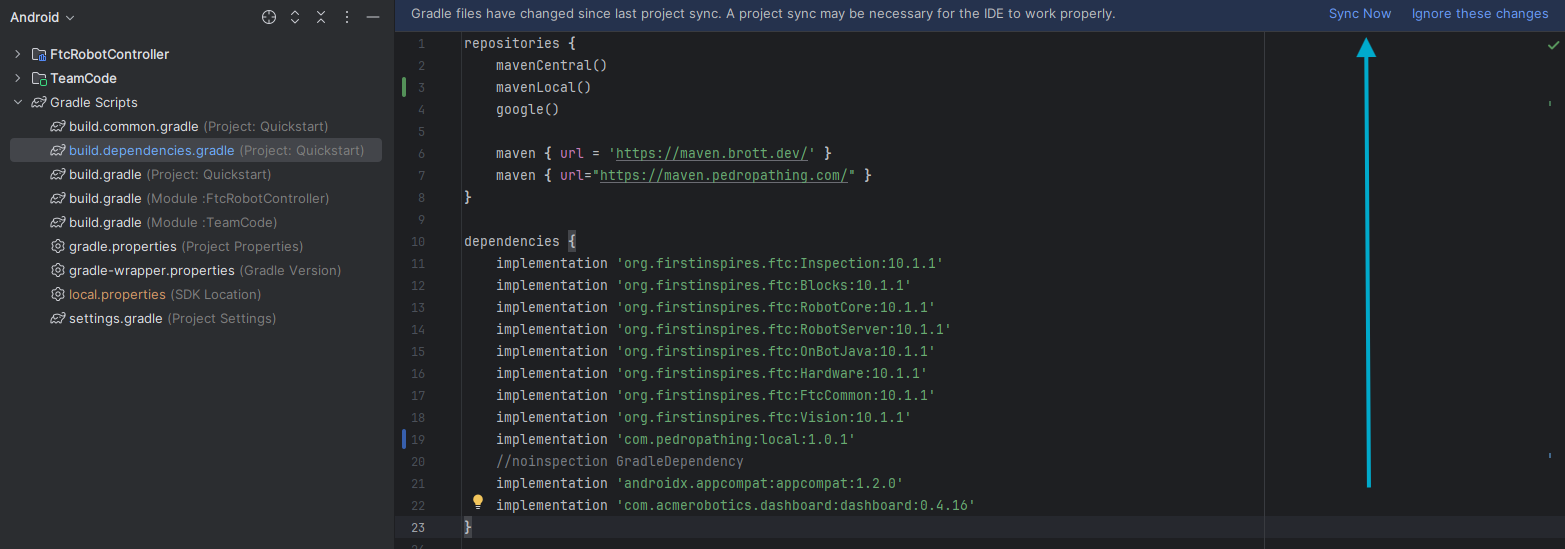 Android
FtcRobotController
TeamCode
Gradle Scripts
build.common.gradle (Project: Quickstart)
build.dependencies.gradle (Project: Quickstart)
build.gradle (Project: Quickstart)
build.gradle (Module :FtcRobotController)
build.gradle (Module :TeamCode)
gradle.properties (Project Properties)
gradle-wrapper.properties (Gradle Version)
local.properties (SDK Location)
settings.gradle (Project Settings)
Gradle files have changed since last project sync. A project sync may be necessary for the IDE to work properly. Sync Now Ignore these changes
1 repositories {
2 mavenCentral()
3 mavenLocal()
4 google()
5
6 maven { url = 'https://maven.brott.dev/' }
7 maven { url="https://maven.pedropathing.com/" }
8 }
9
10 dependencies {
11 implementation 'org.firstinspires.ftc:Inspection:10.1.1'
12 implementation 'org.firstinspires.ftc:Blocks:10.1.1'
13 implementation 'org.firstinspires.ftc:RobotCore:10.1.1'
14 implementation 'org.firstinspires.ftc:RobotServer:10.1.1'
15 implementation 'org.firstinspires.ftc:OnBotJava:10.1.1'
16 implementation 'org.firstinspires.ftc:Hardware:10.1.1'
17 implementation 'org.firstinspires.ftc:FtcCommon:10.1.1'
18 implementation 'org.firstinspires.ftc:Vision:10.1.1'
19 implementation 'com.pedropathing:local:1.0.1'
20 //noinspection GradleDependency
21 implementation 'androidx.appcompat:appcompat:1.2.0'
22 implementation 'com.acmerobotics.dashboard:dashboard:0.4.16'
23 }